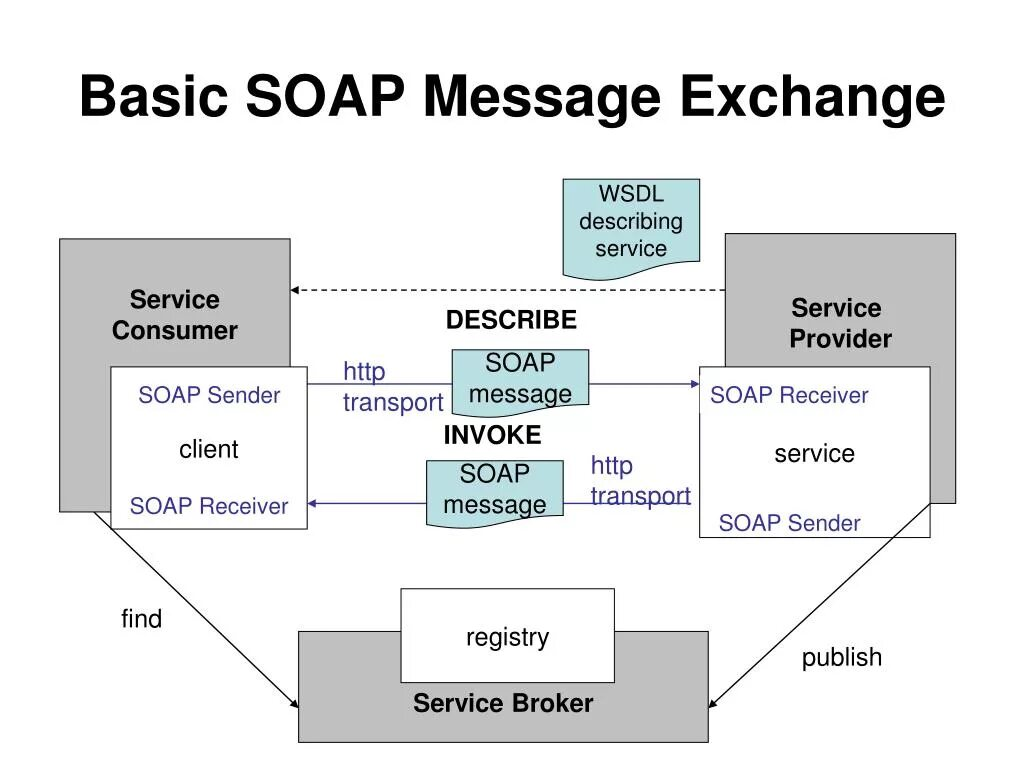 Basic SOAP Message Exchange
WSDL
describing
service
Service
Consumer
Service
Provider
DESCRIBE
http
transport
SOAP
message
SOAP Sender
SOAP Receiver
client
INVOKE
service
SOAP
message
http
transport
SOAP Receiver
SOAP Sender
find
registry
publish
Service Broker